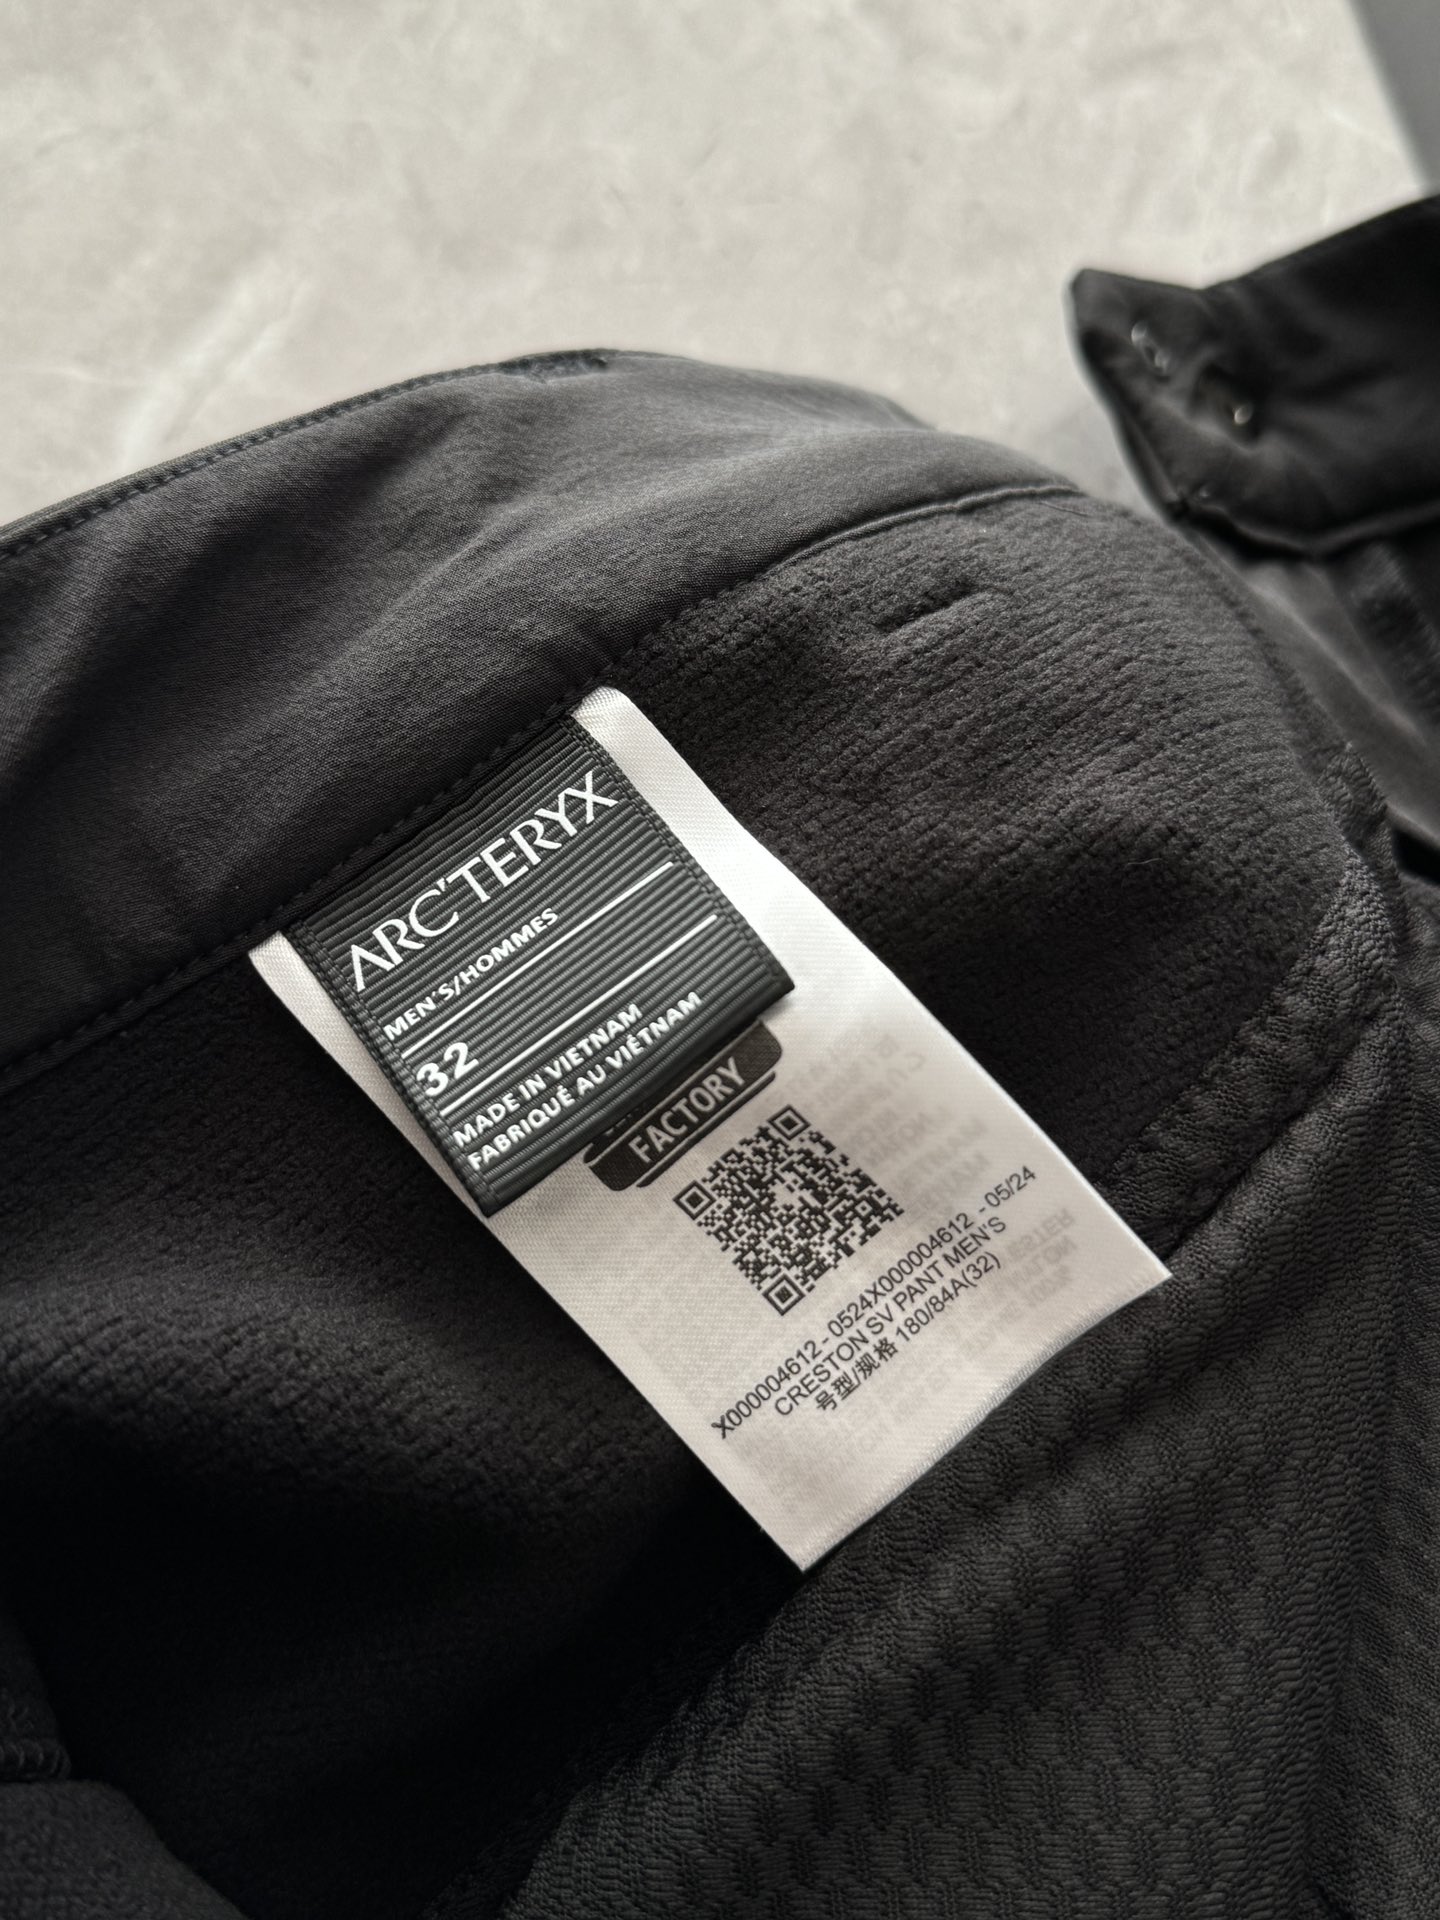 ARC'TERYX
MEN'S/HOMMES
32
MADE IN VIETNAM
FABRIQUÉ AU VIÊTNAM
FACTORY
X000004612 - 0524X000004612 - 05/24
CRESTON SV PANT MEN'S
号型/规格 180/84A(32)